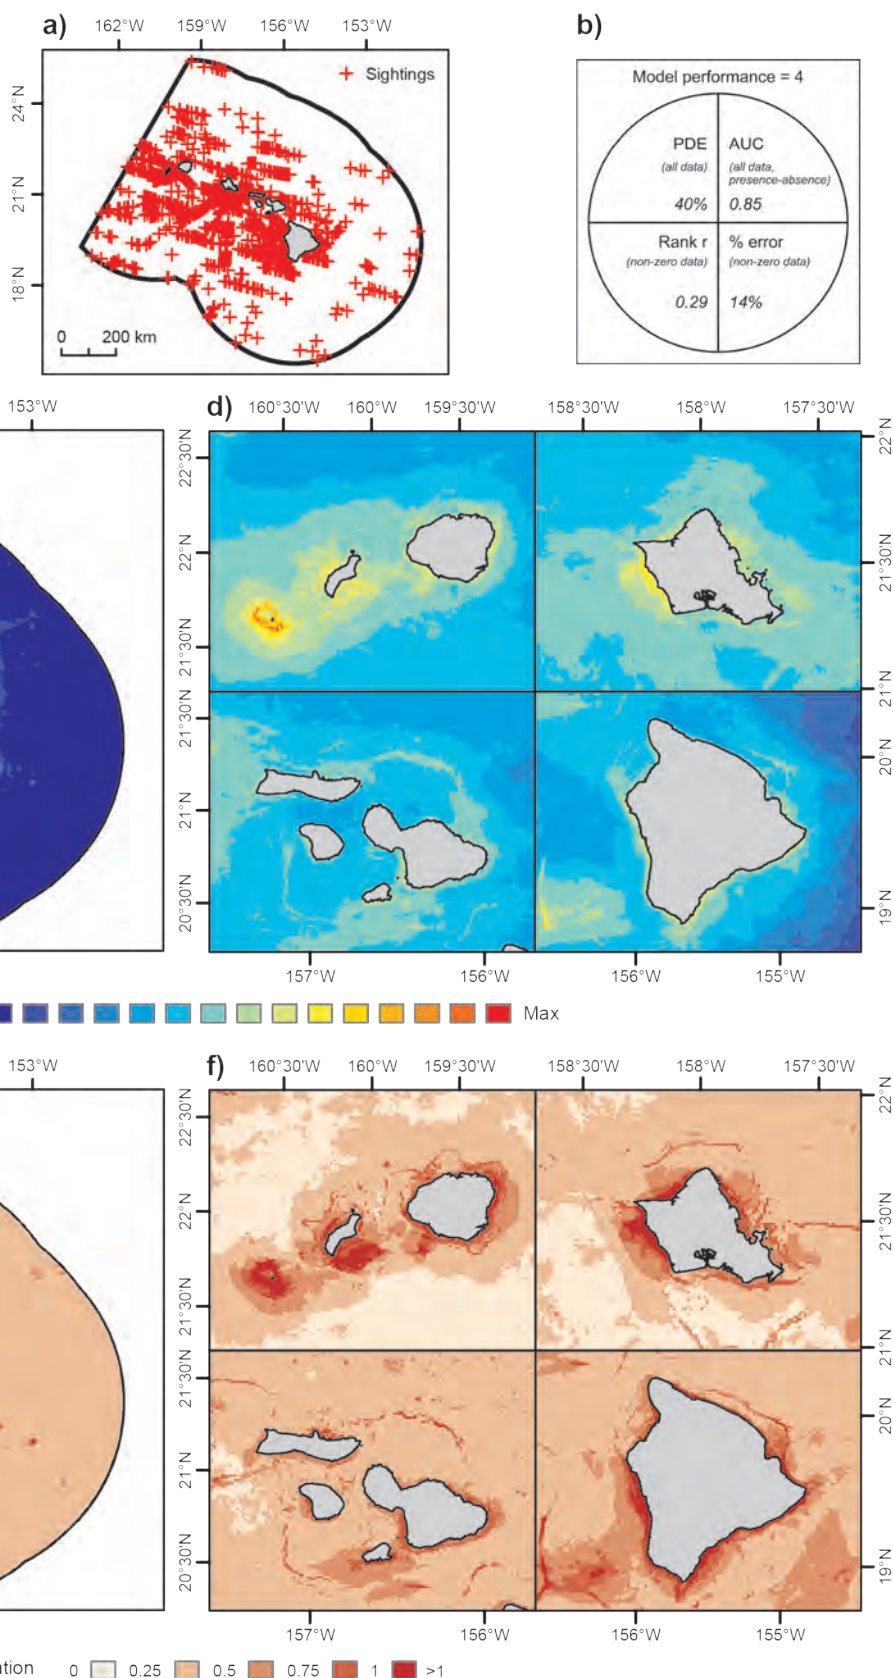 a)
162°W 159°W 156°W 153°W
24°N
21°N
18°N
Sightings
0 200 km
b)
Model performance = 4
PDE
(all data)
40%
AUC
(all data,
presence-absence)
0.85
Rank r
(non-zero data)
0.29
% error
(non-zero data)
14%
153°W
d)
160°30'W 160°W 159°30'W 158°30'W 158°W 157°30'W
22°30'N
22°N
21°30'N
22°N
21°30'N
21°N
21°30'N
21°N
20°30'N
20°N
19°N
157°W 156°W 156°W 155°W
Max
153°W
f)
160°30'W 160°W 159°30'W 158°30'W 158°W 157°30'W
22°30'N
22°N
21°30'N
22°N
21°30'N
21°N
21°30'N
21°N
20°30'N
20°N
19°N
157°W 156°W 156°W 155°W
ation 0 0.25 0.5 0.75 1 >1